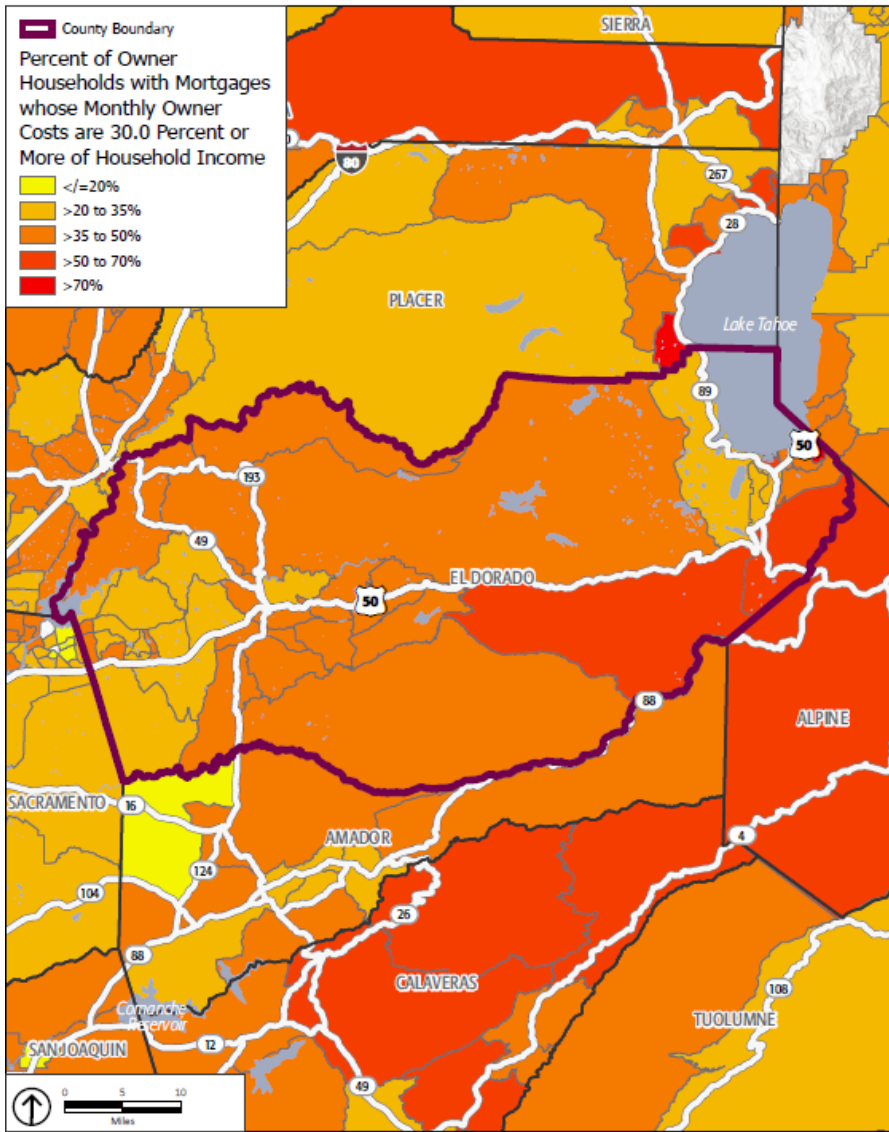 County Boundary
Percent of Owner
Households with Mortgages
whose Monthly Owner
Costs are 30.0 Percent or
More of Household Income
</=20%
>20 to 35%
>35 to 50%
>50 to 70%
>70%
SIERRA
80
267
28
PLACER
Lake Tahoe
89
50
193
49
EL DORADO
50
88
ALPINE
SACRAMENTO
16
AMADOR
4
124
104
26
88
CALAVERAS
108
Comanche
Reservoir
TUOLUMNE
12
SAN JOAQUIN
49
0 5 10
Miles